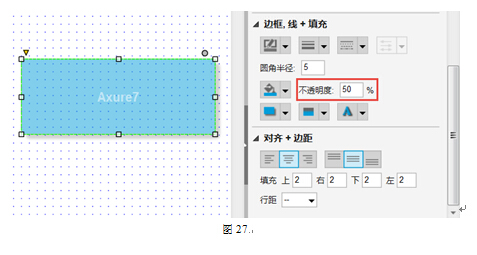 Axure7
边框, 线 + 填充
圆角半径: 5
不透明度: 50 %
对齐 + 边距
填充 上 2 右 2 下 2 左 2
行距 --
图 27